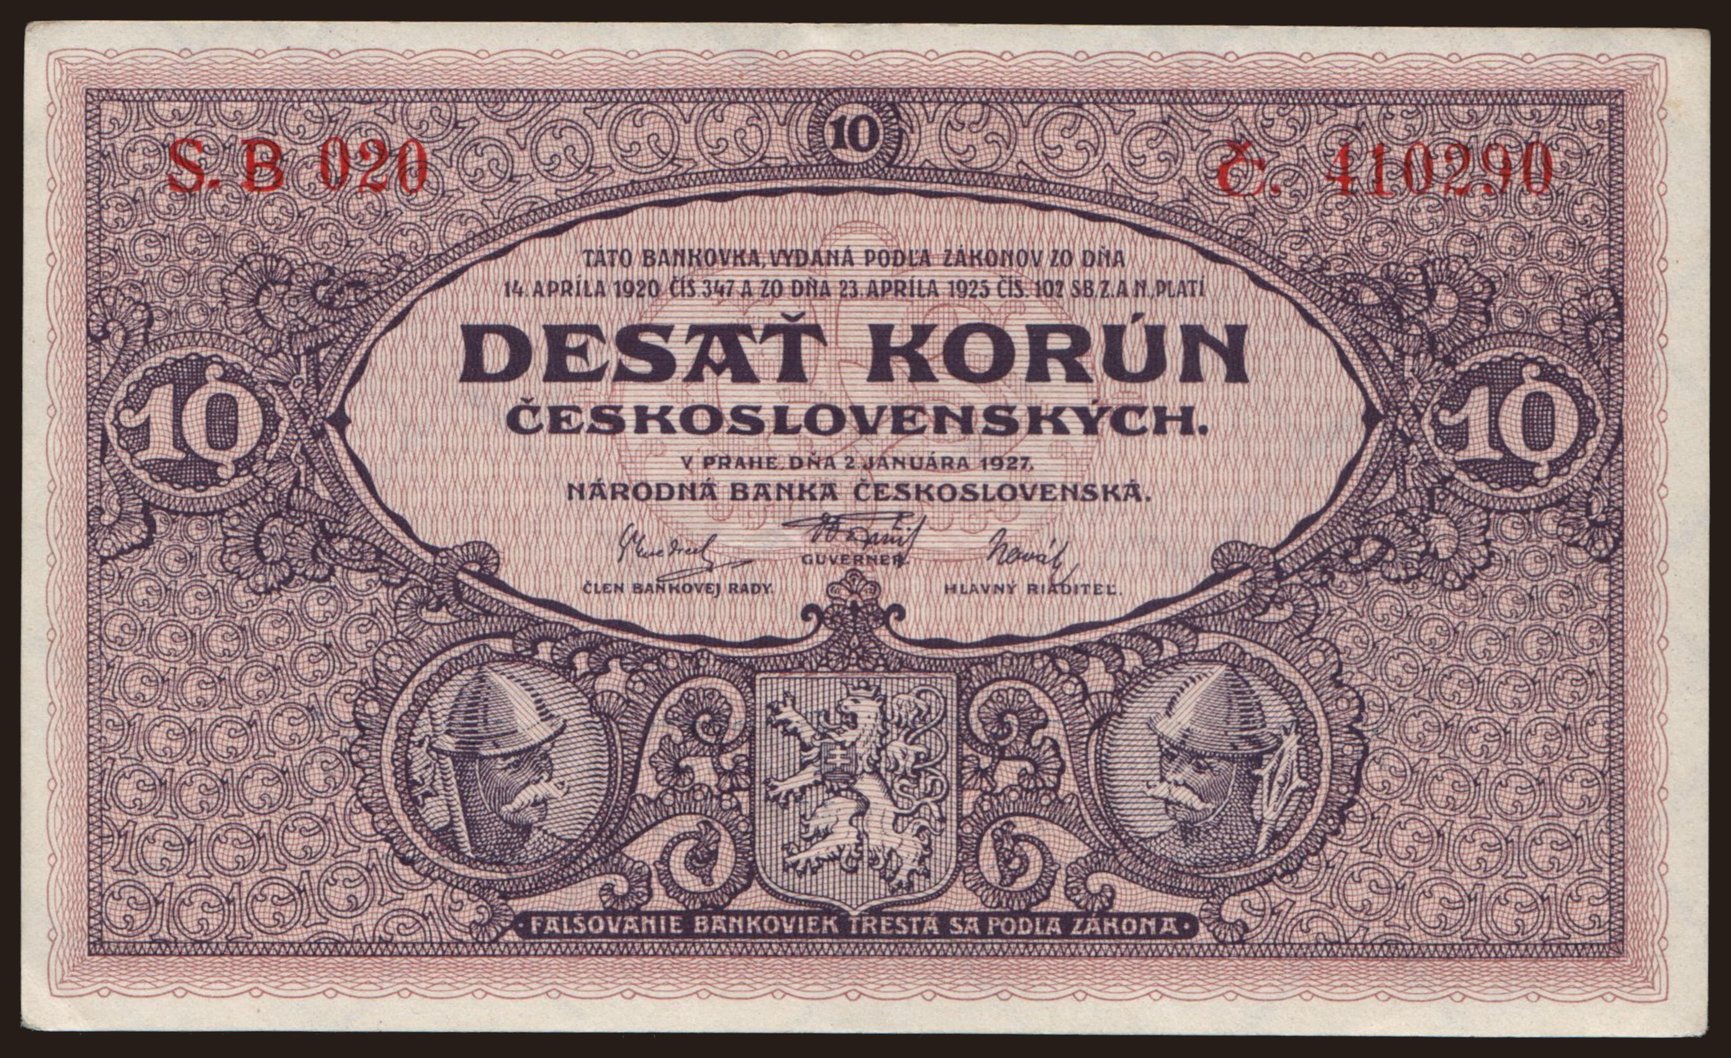 10
S. B 020
Č. 410290
TÁTO BANKOVKA, VYDANÁ PODĽA ZÁKONOV ZO DŇA
14. APRÍLA 1920 ČÍS. 347 A ZO DŇA 23. APRÍLA 1925 ČÍS. 102 SB. Z. A N., PLATÍ
DESAŤ KORÚN
ČESKOSLOVENSKÝCH.
10
10
V PRAHE, DŇA 2. JANUÁRA 1927.
NÁRODNÁ BANKA ČESKOSLOVENSKÁ.
GUVERNER.
ČLEN BANKOVEJ RADY.
HLAVNÝ RIADITEĽ.
·FALŠOVANIE BANKOVIEK TRESTÁ SA PODLA ZÁKONA·